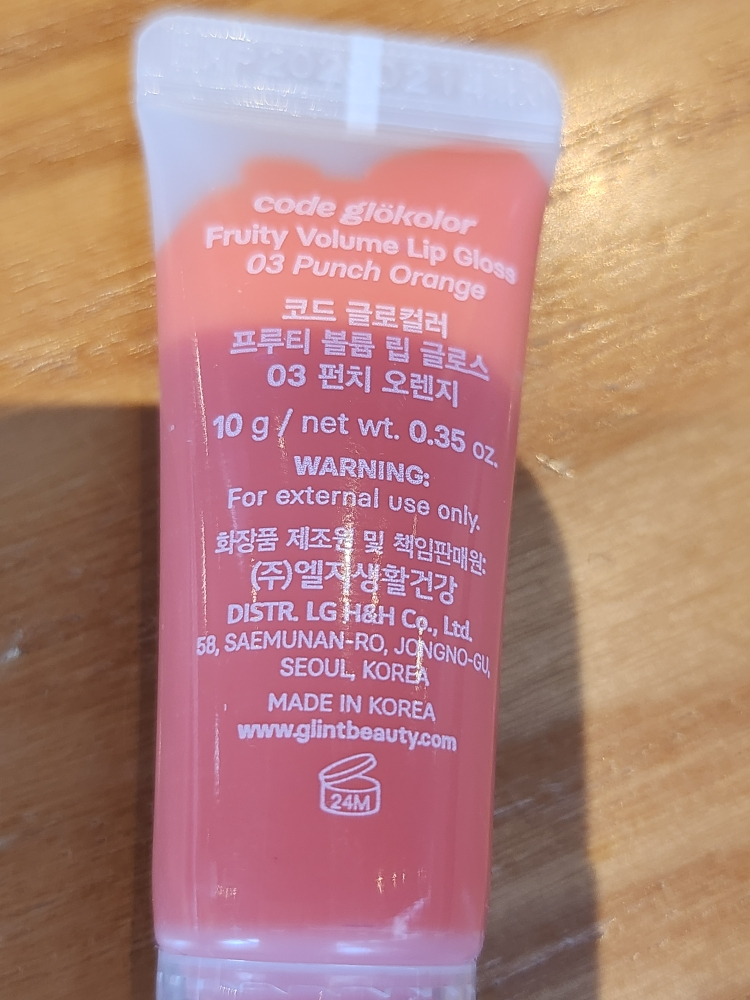 code glökolor
Fruity Volume Lip Gloss
03 Punch Orange
코드 글로컬러
프루티 볼륨 립 글로스
03 펀치 오렌지
10 g / net wt. 0.35 oz.
WARNING:
For external use only.
화장품 제조원 및 책임판매원:
(주)엘지생활건강
DISTR. LG H&H Co., Ltd.
58, SAEMUNAN-RO, JONGNO-GU,
SEOUL, KOREA
MADE IN KOREA
www.glintbeauty.com
24M